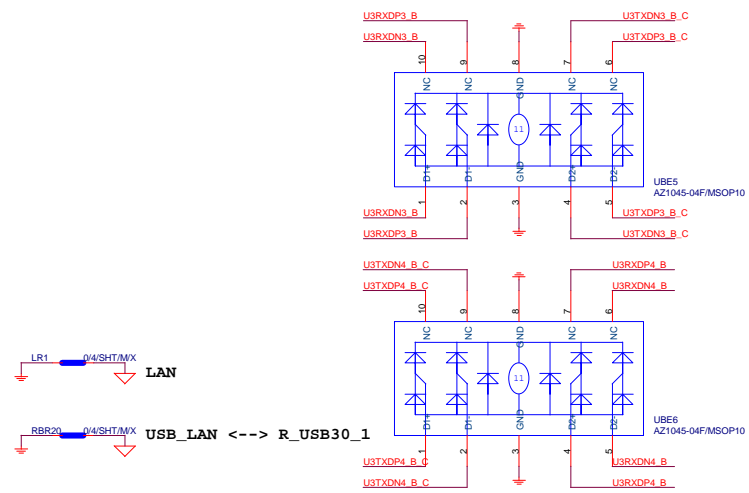 U3RXDP3_B U3TXDN3_B_C
U3RXDN3_B U3TXDP3_B_C
10 9 8 7 6
NC NC GND NC NC
11
D1+ D1- GND D2+ D2-
1 2 3 4 5
UBE5
AZ1045-04F/MSOP10
U3RXDN3_B U3TXDP3_B_C
U3RXDP3_B U3TXDN3_B_C
U3TXDN4_B_C U3RXDP4_B
U3TXDP4_B_C U3RXDN4_B
10 9 8 7 6
NC NC GND NC NC
11
D1+ D1- GND D2+ D2-
1 2 3 4 5
UBE6
AZ1045-04F/MSOP10
U3TXDP4_B_C U3RXDN4_B
U3TXDN4_B_C U3RXDP4_B
LR1 0/4/SHT/M/X
LAN
RBR20 0/4/SHT/M/X
USB_LAN <--> R_USB30_1